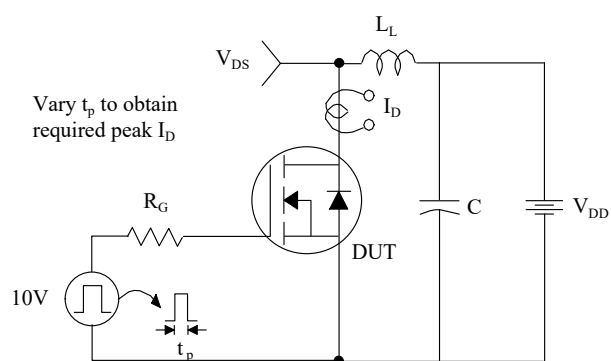 L_L
V_DS
Vary t_p to obtain
required peak I_D
I_D
R_G
C
V_DD
DUT
10V
t_p